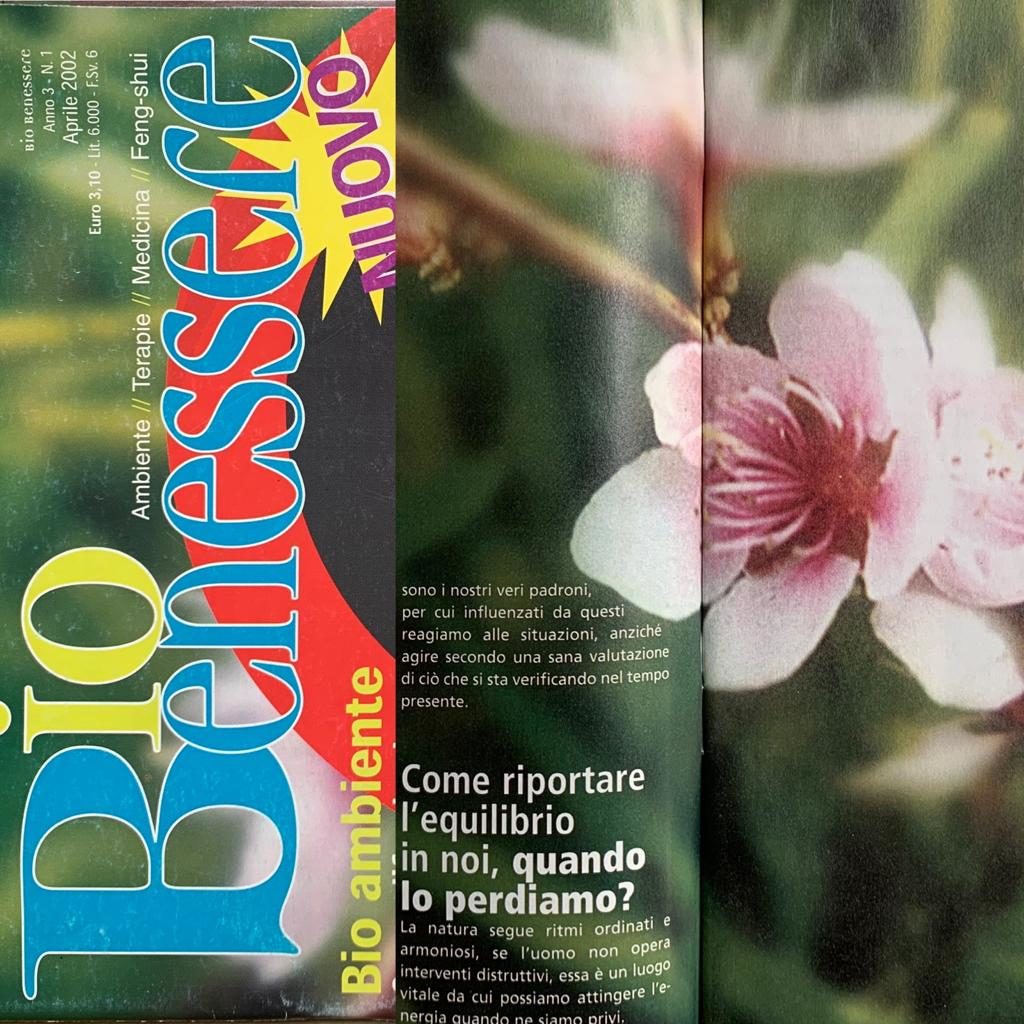 Bio Benessere
Anno 3 - N. 1
Aprile 2002
Euro 3,10 - Lit. 6.000 - F.Sv. 6
Ambiente // Terapie // Medicina // Feng-shui
Bio
Benessere
NUOVO
Bio ambiente
sono i nostri veri padroni,
per cui influenzati da questi
reagiamo alle situazioni, anziché
agire secondo una sana valutazione
di ciò che si sta verificando nel tempo
presente.
Come riportare
l'equilibrio
in noi, quando
lo perdiamo?
La natura segue ritmi ordinati e
armoniosi, se l'uomo non opera
interventi distruttivi, essa è un luogo
vitale da cui possiamo attingere l'e-
nergia quando ne siamo privi.